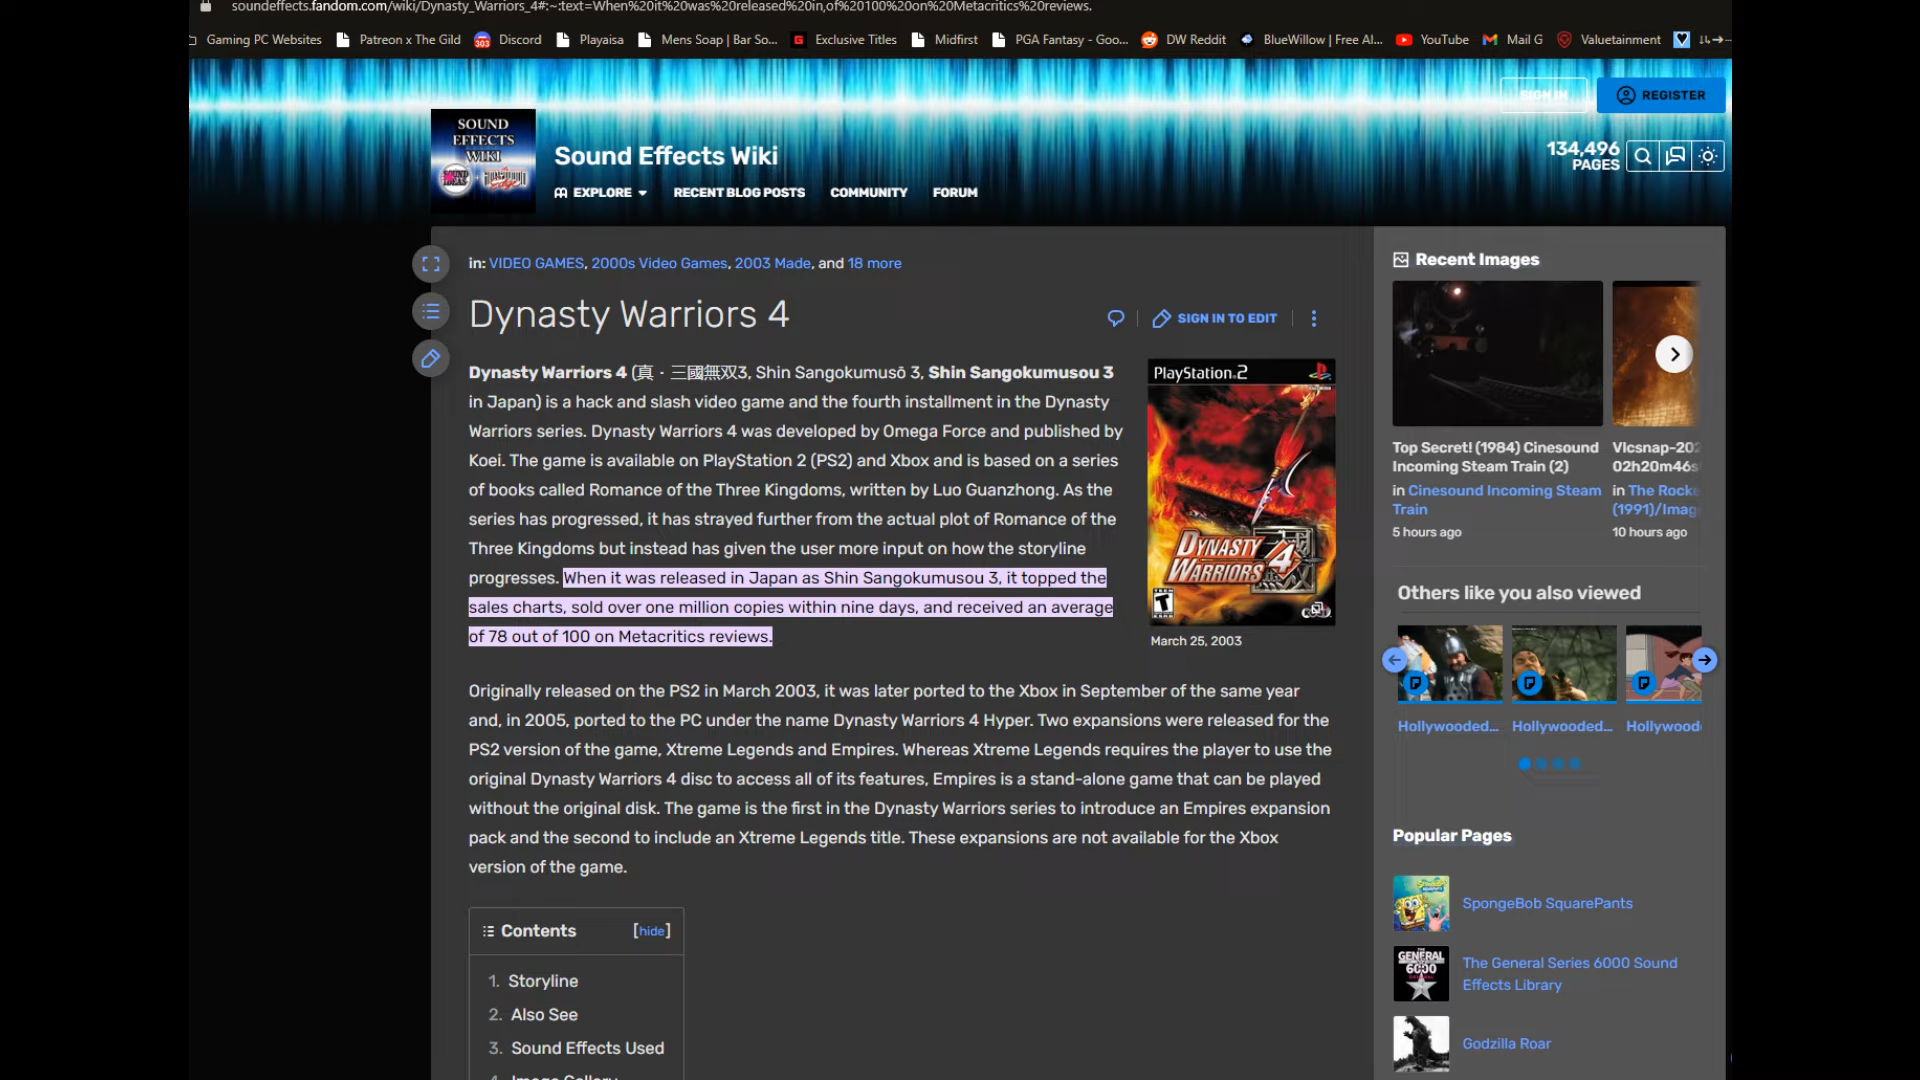 soundeffects.fandom.com/wiki/Dynasty_Warriors_4#:~:text=When%20it%20was%20released%20in,of%20100%20on%20Metacritics%20reviews.
Gaming PC Websites Patreon x The Gild Discord Playaisa Mens Soap | Bar So... Exclusive Titles Midfirst PGA Fantasy - Goo... DW Reddit BlueWillow | Free AI... YouTube Mail G Valuetainment
SIGN IN REGISTER
SOUND
EFFECTS
WIKI
Sound Effects Wiki
134,496
PAGES
EXPLORE RECENT BLOG POSTS COMMUNITY FORUM
in: VIDEO GAMES, 2000s Video Games, 2003 Made, and 18 more
Dynasty Warriors 4
SIGN IN TO EDIT
Dynasty Warriors 4 (真・三國無双3, Shin Sangokumusō 3, Shin Sangokumusou 3
in Japan) is a hack and slash video game and the fourth installment in the Dynasty
Warriors series. Dynasty Warriors 4 was developed by Omega Force and published by
Koei. The game is available on PlayStation 2 (PS2) and Xbox and is based on a series
of books called Romance of the Three Kingdoms, written by Luo Guanzhong. As the
series has progressed, it has strayed further from the actual plot of Romance of the
Three Kingdoms but instead has given the user more input on how the storyline
progresses. When it was released in Japan as Shin Sangokumusou 3, it topped the
sales charts, sold over one million copies within nine days, and received an average
of 78 out of 100 on Metacritics reviews.
PlayStation.2
DYNASTY
WARRIORS 4
March 25, 2003
Originally released on the PS2 in March 2003, it was later ported to the Xbox in September of the same year
and, in 2005, ported to the PC under the name Dynasty Warriors 4 Hyper. Two expansions were released for the
PS2 version of the game, Xtreme Legends and Empires. Whereas Xtreme Legends requires the player to use the
original Dynasty Warriors 4 disc to access all of its features, Empires is a stand-alone game that can be played
without the original disk. The game is the first in the Dynasty Warriors series to introduce an Empires expansion
pack and the second to include an Xtreme Legends title. These expansions are not available for the Xbox
version of the game.
Contents [hide]
1. Storyline
2. Also See
3. Sound Effects Used
4. Image Gallery
Recent Images
Top Secret! (1984) Cinesound
Incoming Steam Train (2)
in Cinesound Incoming Steam
Train
5 hours ago
Vlcsnap-202
02h20m46s
in The Rocke
(1991)/Imag
10 hours ago
Others like you also viewed
Hollywooded... Hollywooded... Hollywood
Popular Pages
SpongeBob SquarePants
THE
GENERAL
6000
The General Series 6000 Sound
Effects Library
Godzilla Roar